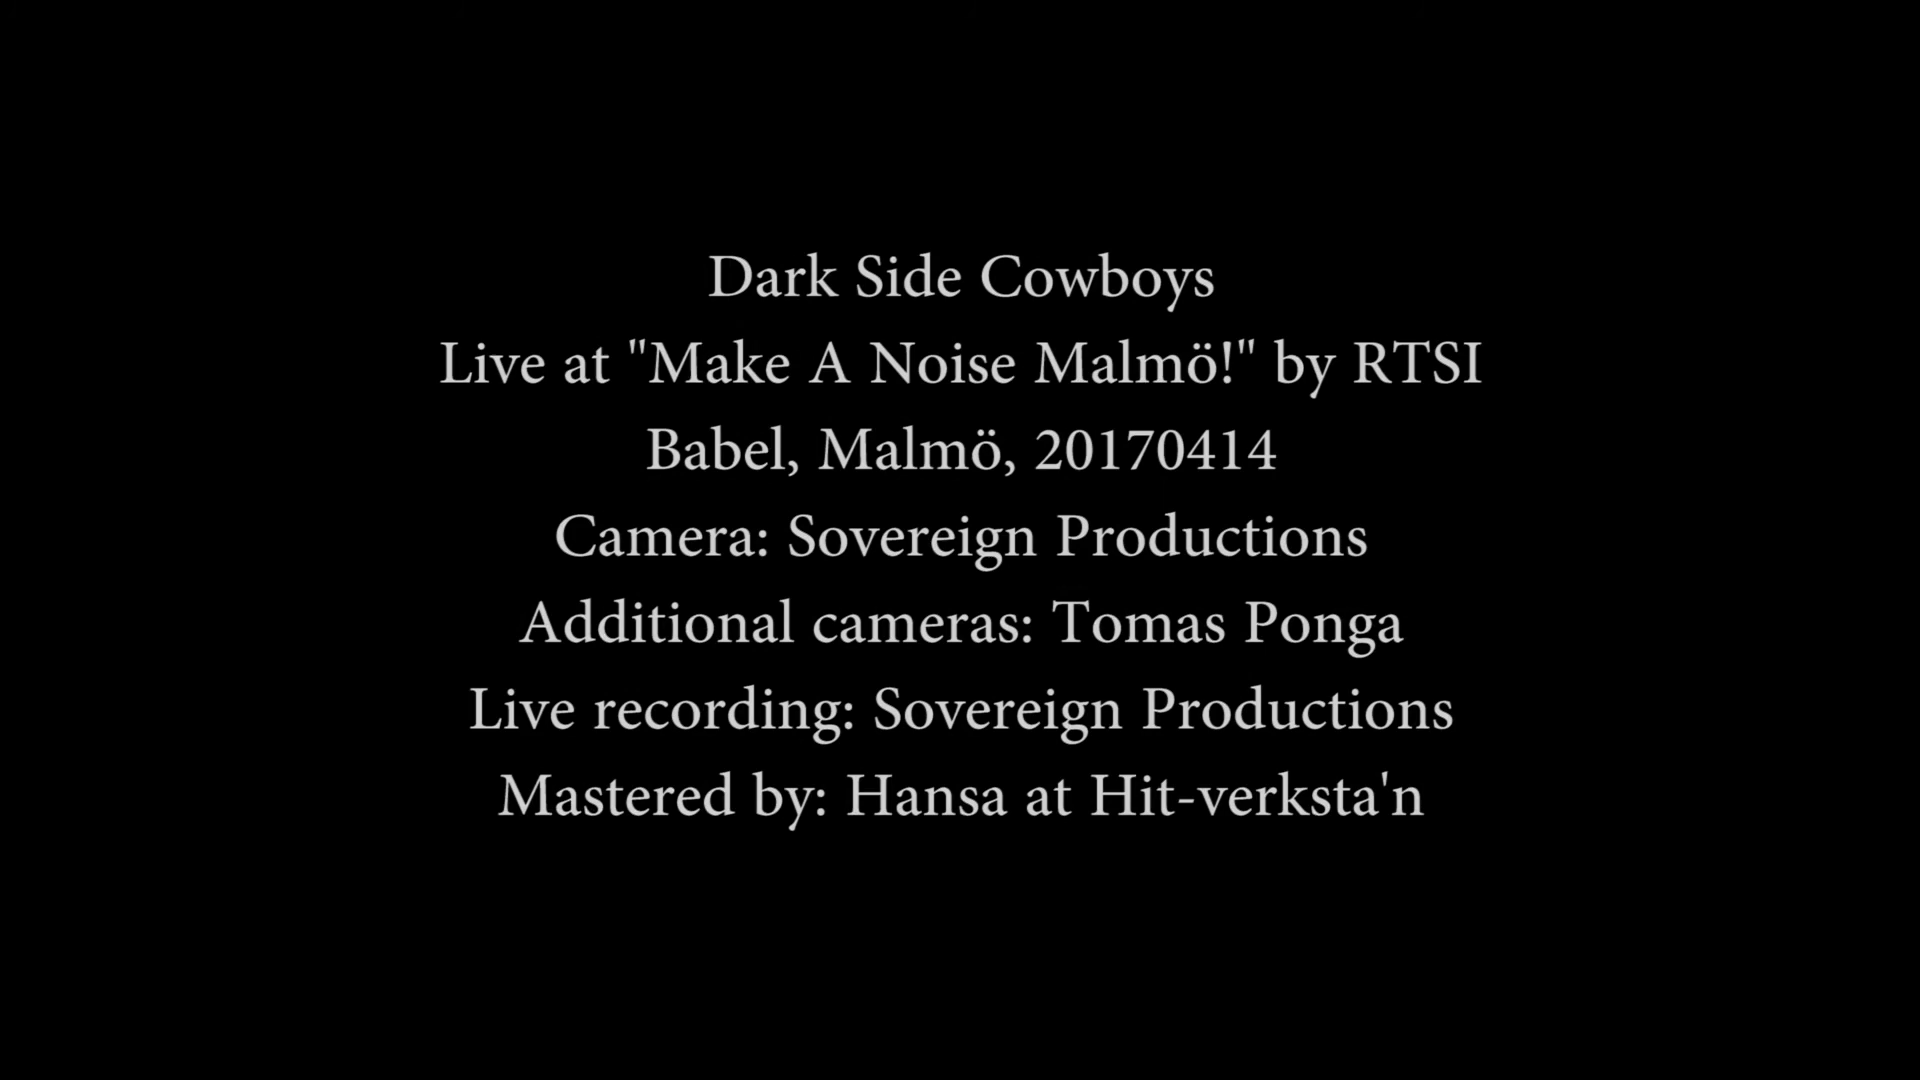 Dark Side Cowboys
Live at "Make A Noise Malmö!" by RTSI
Babel, Malmö, 20170414
Camera: Sovereign Productions
Additional cameras: Tomas Ponga
Live recording: Sovereign Productions
Mastered by: Hansa at Hit-verksta'n